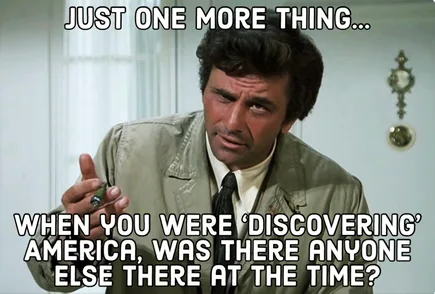 JUST ONE MORE THING...
WHEN YOU WERE 'DISCOVERING'
AMERICA, WAS THERE ANYONE
ELSE THERE AT THE TIME?